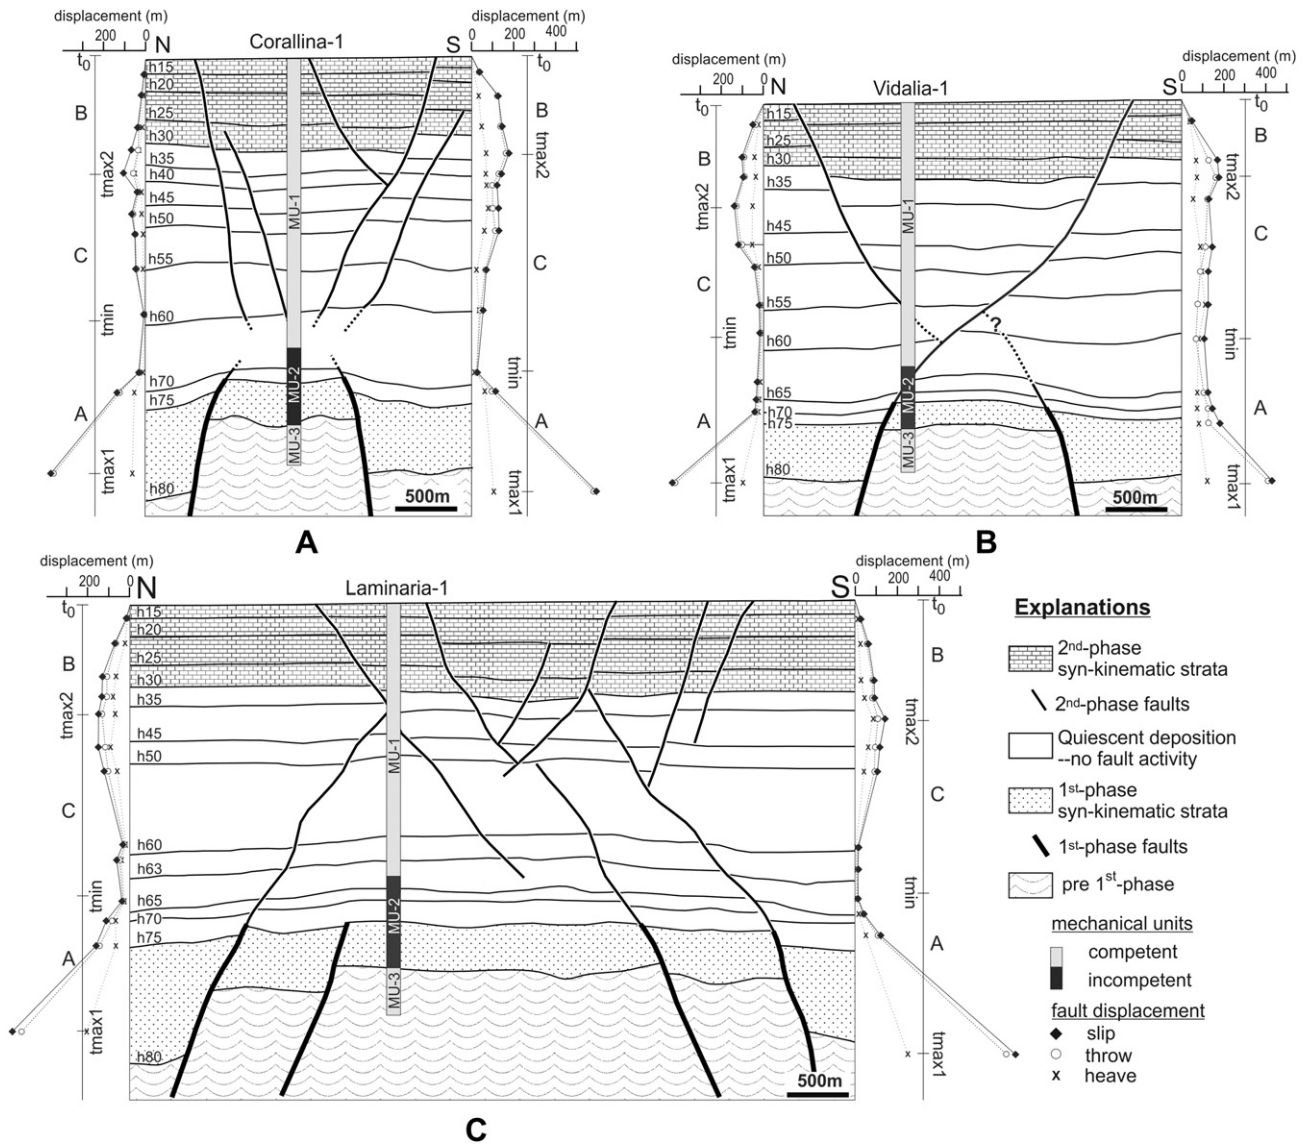 displacement (m)
200 0
N
Corallina-1
displacement (m)
0 200 400
S
t0
t0
h15
h20
h25
h30
h35
h40
h45
h50
h55
h60
h70
h75
h80
B
tmax2
C
tmin
A
tmax1
MU-1
MU-2
MU-3
B
tmax2
C
tmin
A
tmax1
500m
A
displacement (m)
200 0
N
Vidalia-1
displacement (m)
0 200 400
S
t0
t0
h15
h25
h30
h35
h45
h50
h55
h60
h65
h70
h75
h80
B
tmax2
C
tmin
A
tmax1
MU-1
MU-2
MU-3
?
B
tmax2
C
tmin
A
tmax1
500m
B
displacement (m)
200 0
N
Laminaria-1
displacement (m)
0 200 400
S
t0
t0
h15
h20
h25
h30
h35
h45
h50
h60
h63
h65
h70
h75
h80
B
tmax2
C
tmin
A
tmax1
MU-1
MU-2
MU-3
B
tmax2
C
tmin
A
tmax1
500m
C
Explanations
2nd-phase
syn-kinematic strata
2nd-phase faults
Quiescent deposition
--no fault activity
1st-phase
syn-kinematic strata
1st-phase faults
pre 1st-phase
mechanical units
competent
incompetent
fault displacement
slip
throw
x heave